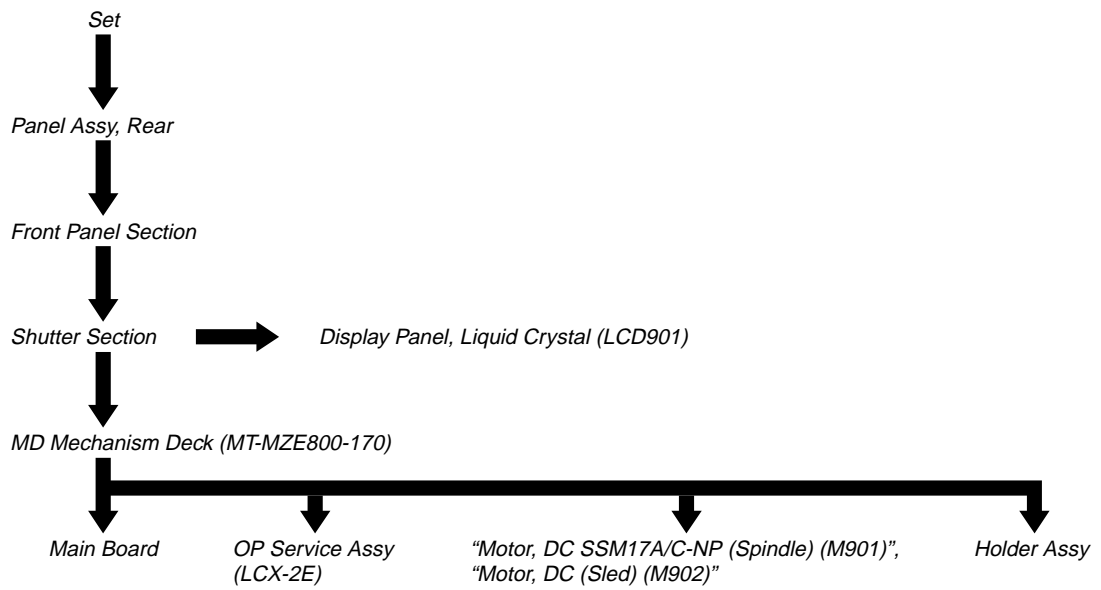 Set
Panel Assy, Rear
Front Panel Section
Shutter Section
Display Panel, Liquid Crystal (LCD901)
MD Mechanism Deck (MT-MZE800-170)
Main Board
OP Service Assy
(LCX-2E)
“Motor, DC SSM17A/C-NP (Spindle) (M901)”,
“Motor, DC (Sled) (M902)”
Holder Assy